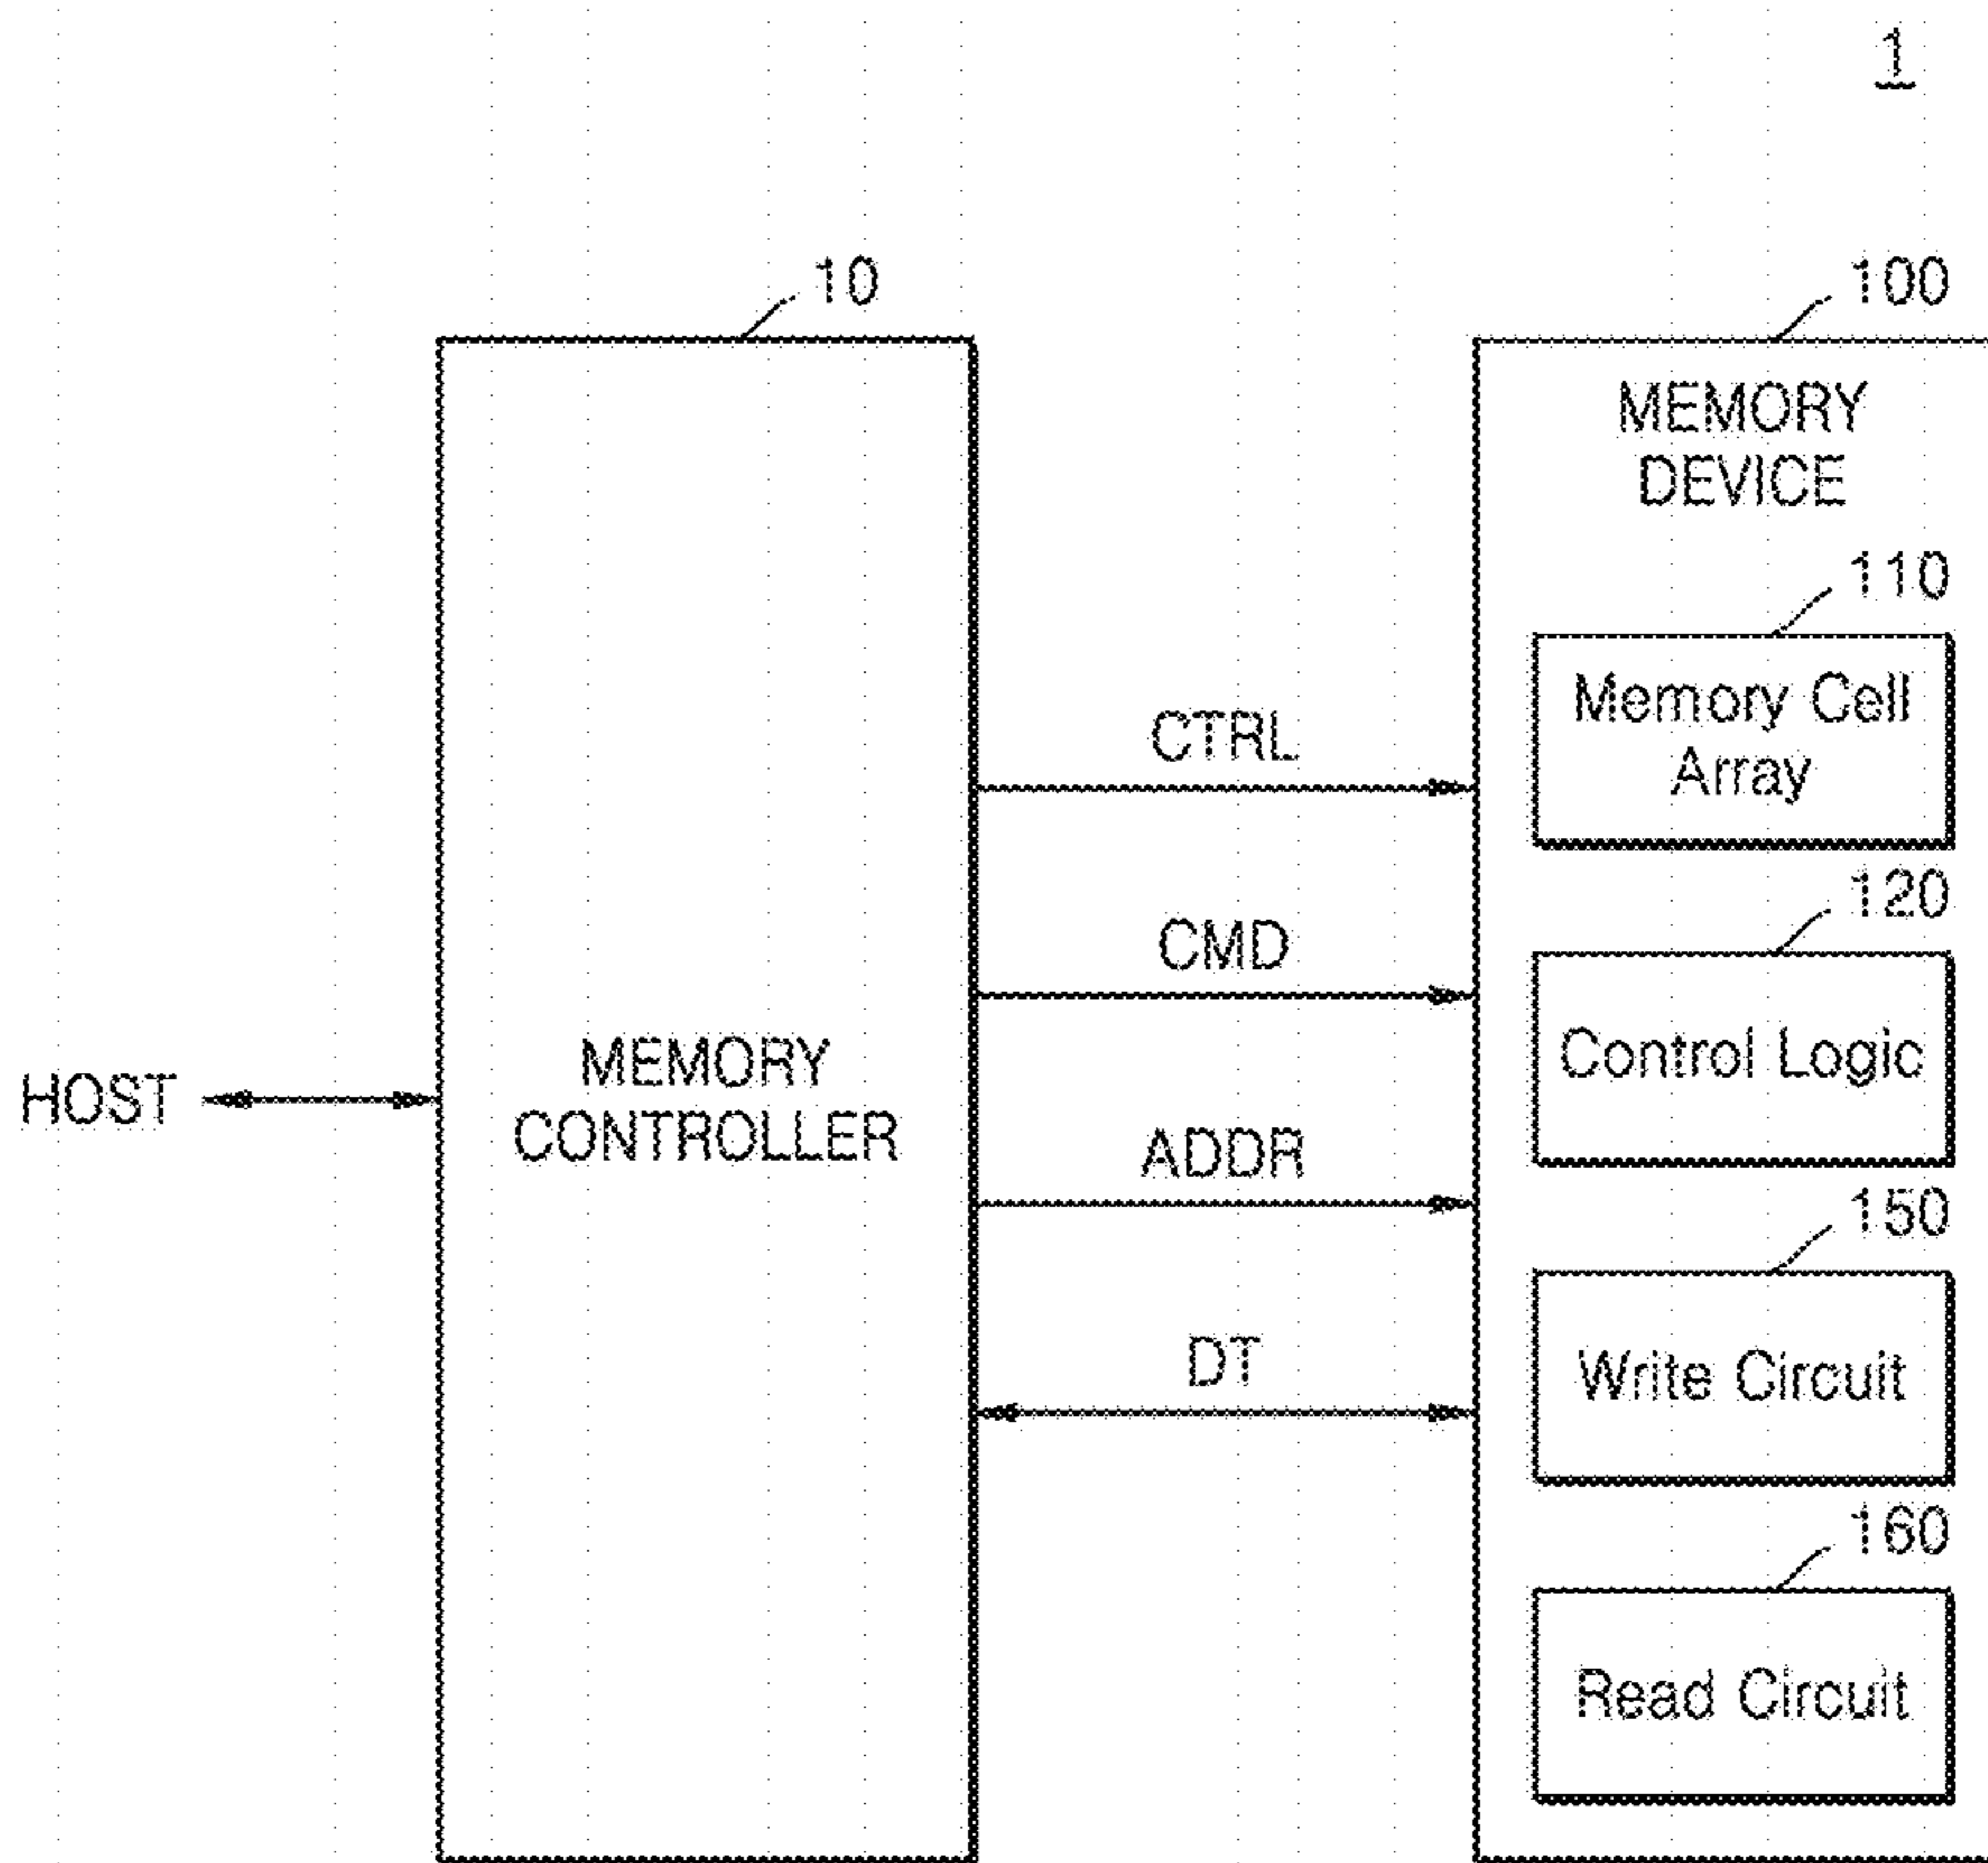 1
10
100
MEMORY
DEVICE
110
Memory Cell
Array
CTRL
120
CMD
Control Logic
HOST
MEMORY
CONTROLLER
ADDR
150
DT
Write Circuit
160
Read Circuit